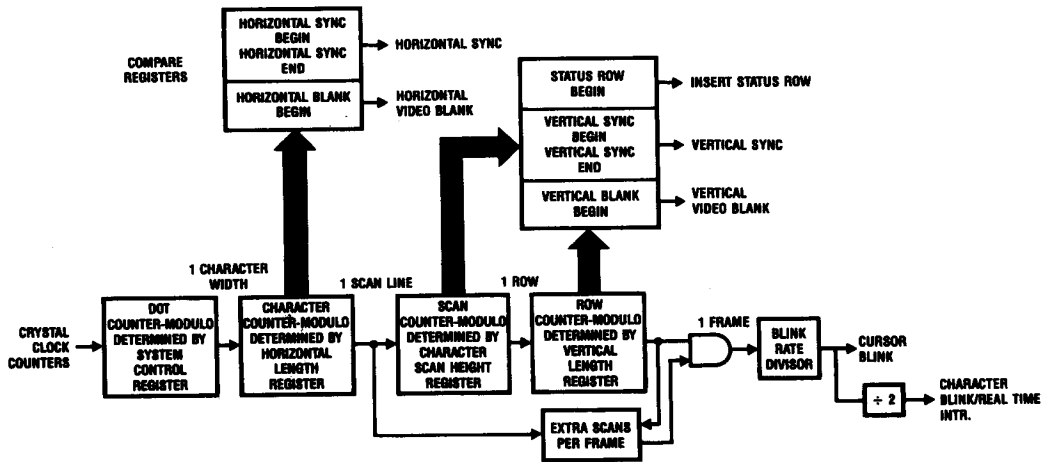 COMPARE
REGISTERS
HORIZONTAL SYNC
BEGIN
HORIZONTAL SYNC
END
HORIZONTAL BLANK
BEGIN
HORIZONTAL SYNC
HORIZONTAL
VIDEO BLANK
STATUS ROW
BEGIN
VERTICAL SYNC
BEGIN
VERTICAL SYNC
END
VERTICAL BLANK
BEGIN
INSERT STATUS ROW
VERTICAL SYNC
VERTICAL
VIDEO BLANK
CRYSTAL
CLOCK
COUNTERS
DOT
COUNTER-MODULO
DETERMINED BY
SYSTEM
CONTROL
REGISTER
1 CHARACTER
WIDTH
CHARACTER
COUNTER-MODULO
DETERMINED BY
HORIZONTAL
LENGTH
REGISTER
1 SCAN LINE
SCAN
COUNTER-MODULO
DETERMINED BY
CHARACTER
SCAN HEIGHT
REGISTER
1 ROW
ROW
COUNTER-MODULO
DETERMINED BY
VERTICAL
LENGTH
REGISTER
EXTRA SCANS
PER FRAME
1 FRAME
BLINK
RATE
DIVISOR
CURSOR
BLINK
÷ 2
CHARACTER
BLINK/REAL TIME
INTR.